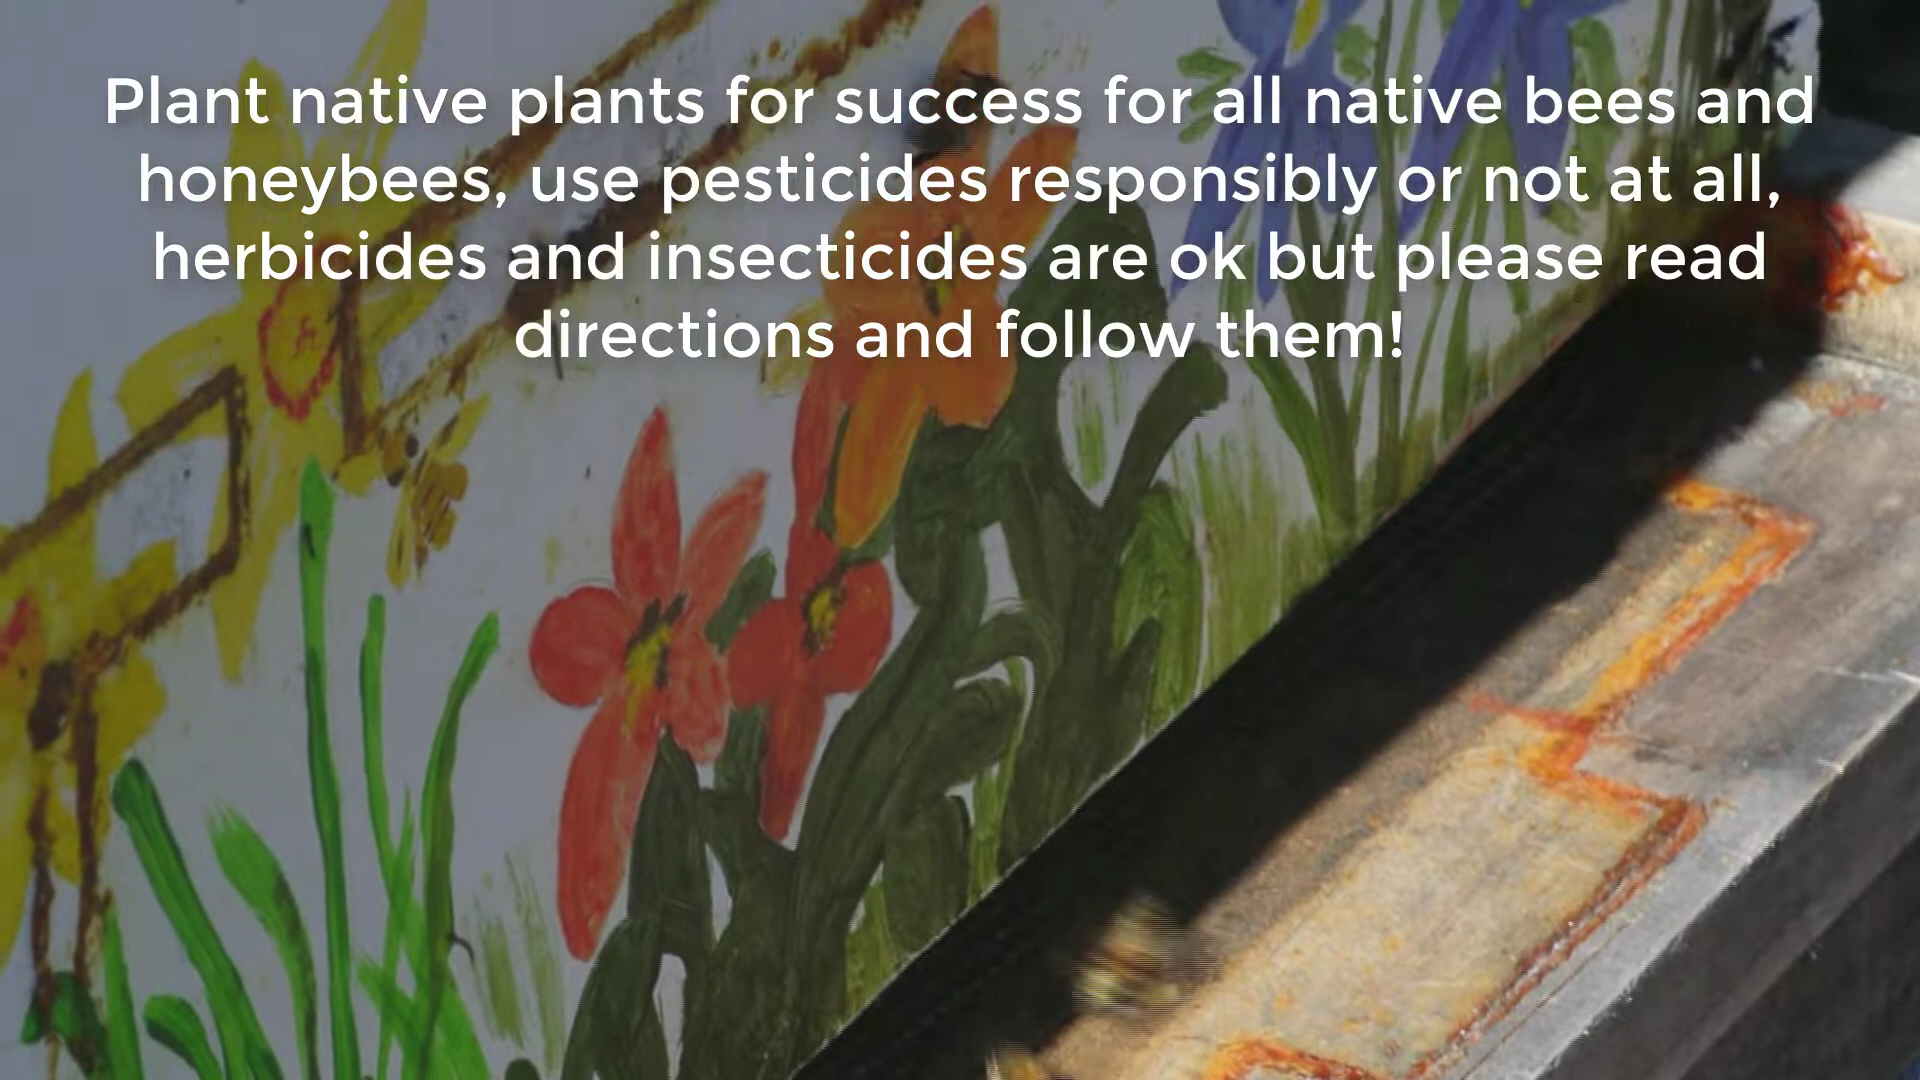 Plant native plants for success for all native bees and
honeybees, use pesticides responsibly or not at all,
herbicides and insecticides are ok but please read
directions and follow them!